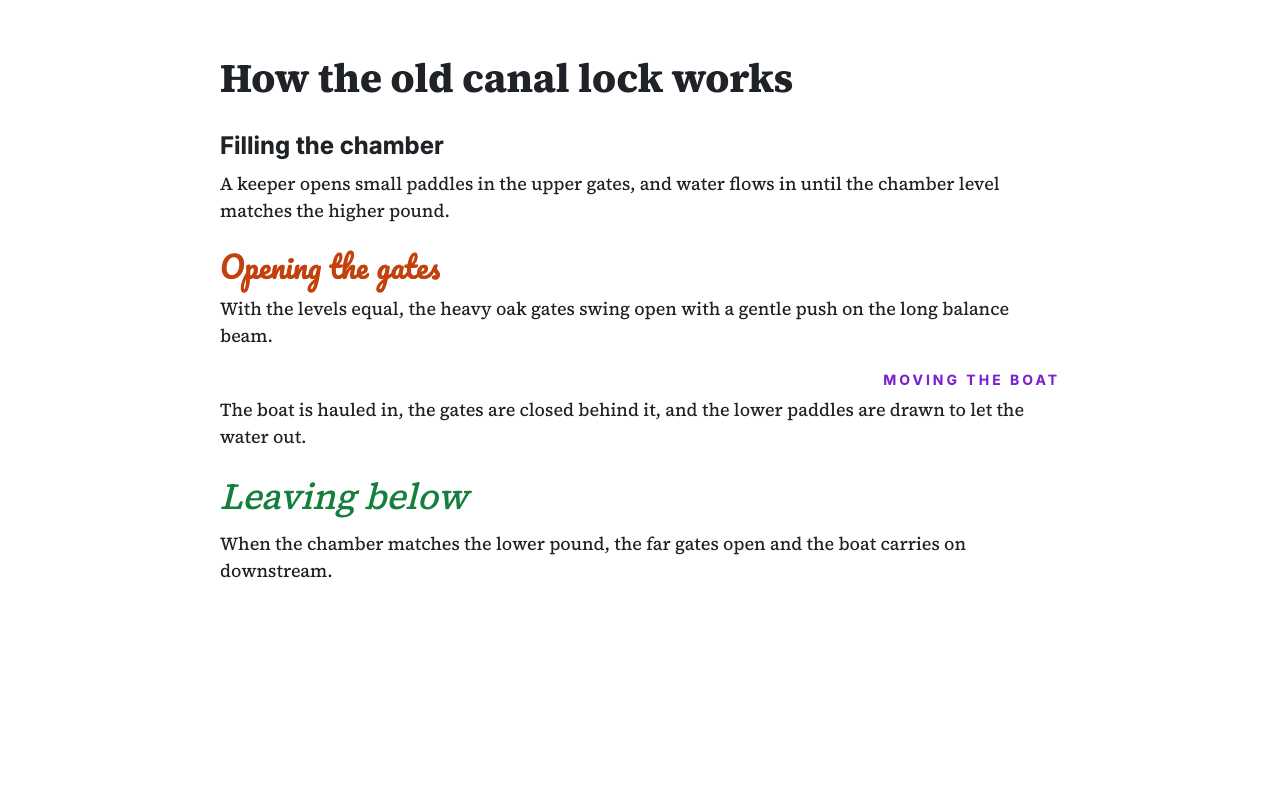 How the old canal lock works
Filling the chamber
A keeper opens small paddles in the upper gates, and water flows in until the chamber level
matches the higher pound.
Opening the gates
With the levels equal, the heavy oak gates swing open with a gentle push on the long balance
beam.
MOVING THE BOAT
The boat is hauled in, the gates are closed behind it, and the lower paddles are drawn to let the
water out.
Leaving below
When the chamber matches the lower pound, the far gates open and the boat carries on
downstream.